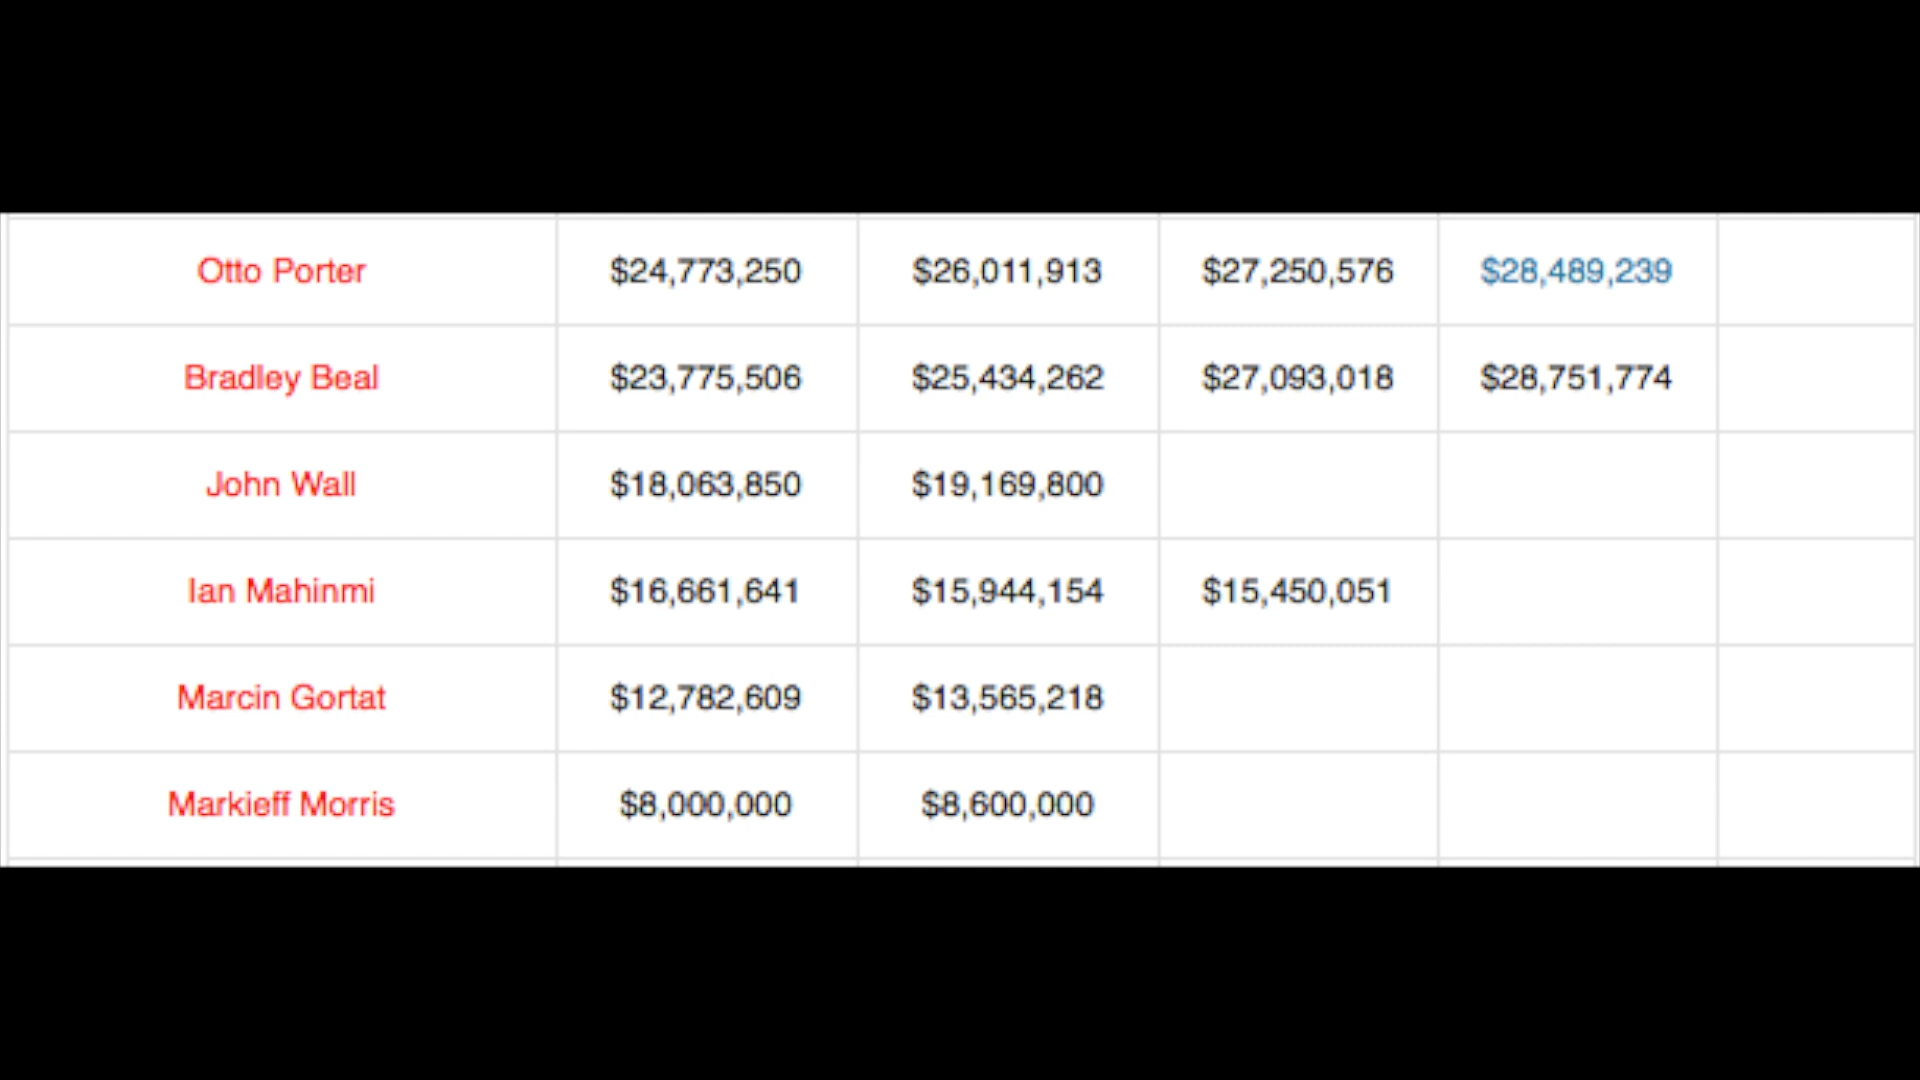 Otto Porter $24,773,250 $26,011,913 $27,250,576 $28,489,239
Bradley Beal $23,775,506 $25,434,262 $27,093,018 $28,751,774
John Wall $18,063,850 $19,169,800
Ian Mahinmi $16,661,641 $15,944,154 $15,450,051
Marcin Gortat $12,782,609 $13,565,218
Markieff Morris $8,000,000 $8,600,000